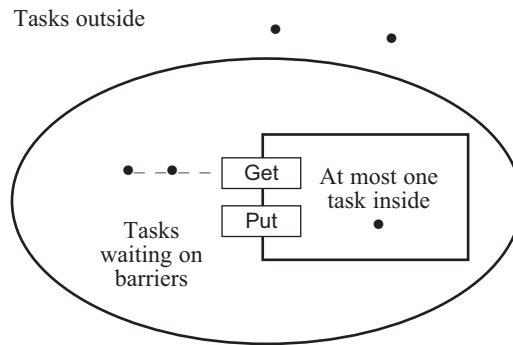 Tasks outside
Get
At most one
task inside
Put
Tasks
waiting on
barriers